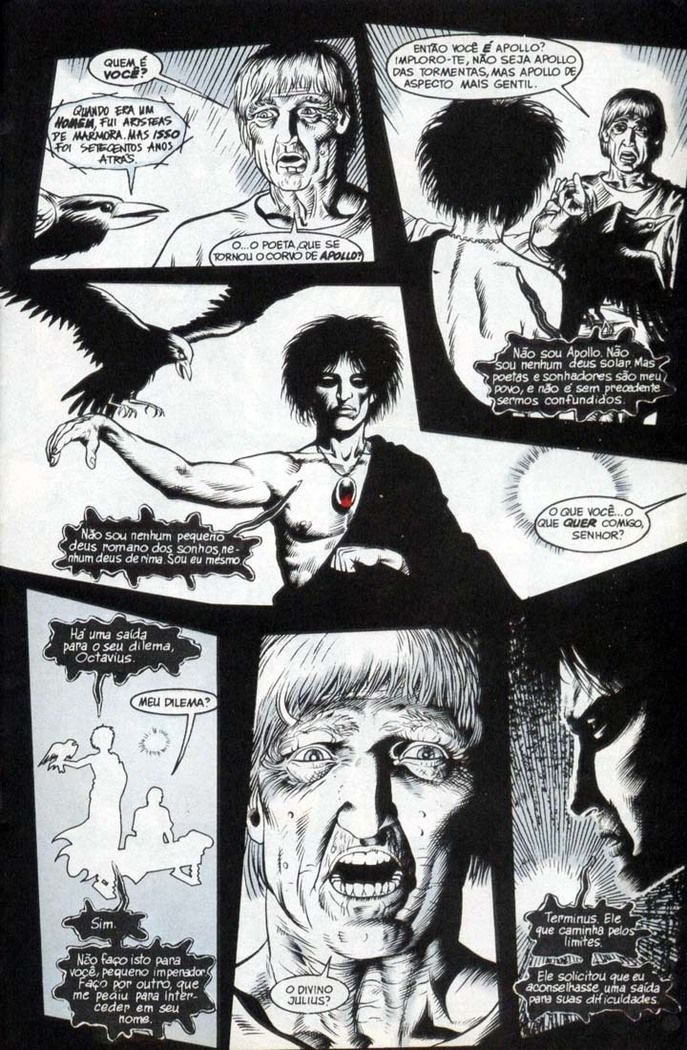 QUEM É
VOCÊ?
QUANDO ERA UM
HOMEM, FUI ARISTEAS
DE MARMORA. MAS ISSO
FOI SETECENTOS ANOS
ATRÁS.
O...O POETA, QUE SE
TORNOU O CORVO DE APOLLO?
ENTÃO VOCÊ É APOLLO?
IMPLORO-TE, NÃO SEJA APOLLO
DAS TORMENTAS, MAS APOLLO DE
ASPECTO MAIS GENTIL.
Não sou Apollo. Não
sou nenhum deus solar. Mas
poetas e sonhadores são meu
povo, e não é sem precedente
sermos confundidos.
Não sou nenhum pequeno
deus romano dos sonhos, ne-
nhum deus de rima. Sou eu mesmo.
O QUE VOCÊ...O
QUE QUER COMIGO,
SENHOR?
Há uma saída
para o seu dilema,
Octavius.
MEU DILEMA?
Sim.
Não faço isto para
você, pequeno imperador.
Faço por outro, que
me pediu para inter-
ceder em seu
nome.
O DIVINO
JULIUS?
Terminus. Ele
que caminha pelos
limites.
Ele solicitou que eu
aconselhasse uma saída
para suas dificuldades.